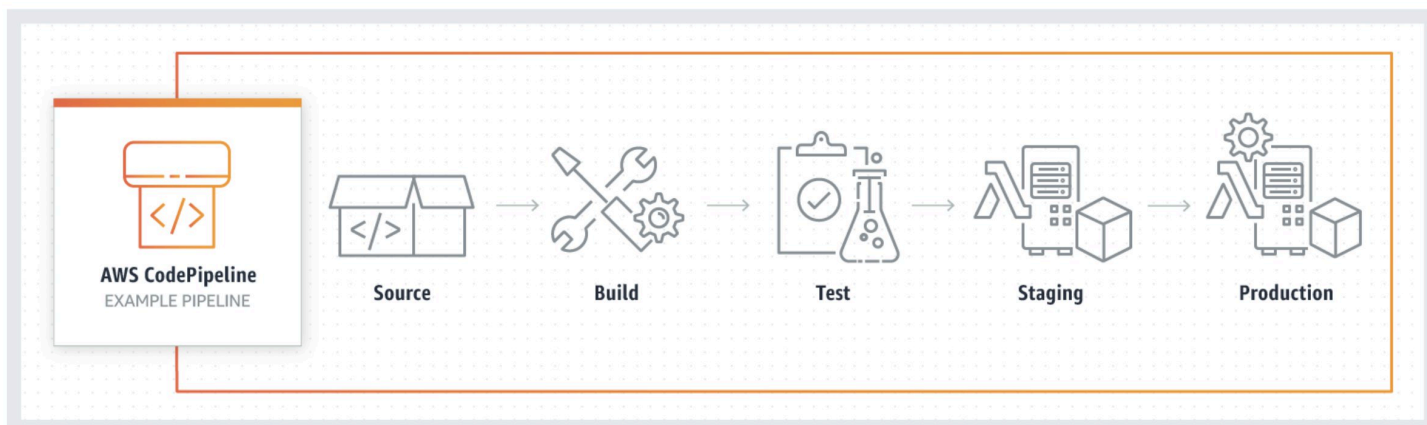 </>
AWS CodePipeline
EXAMPLE PIPELINE
</>
Source
Build
Test
Staging
Production